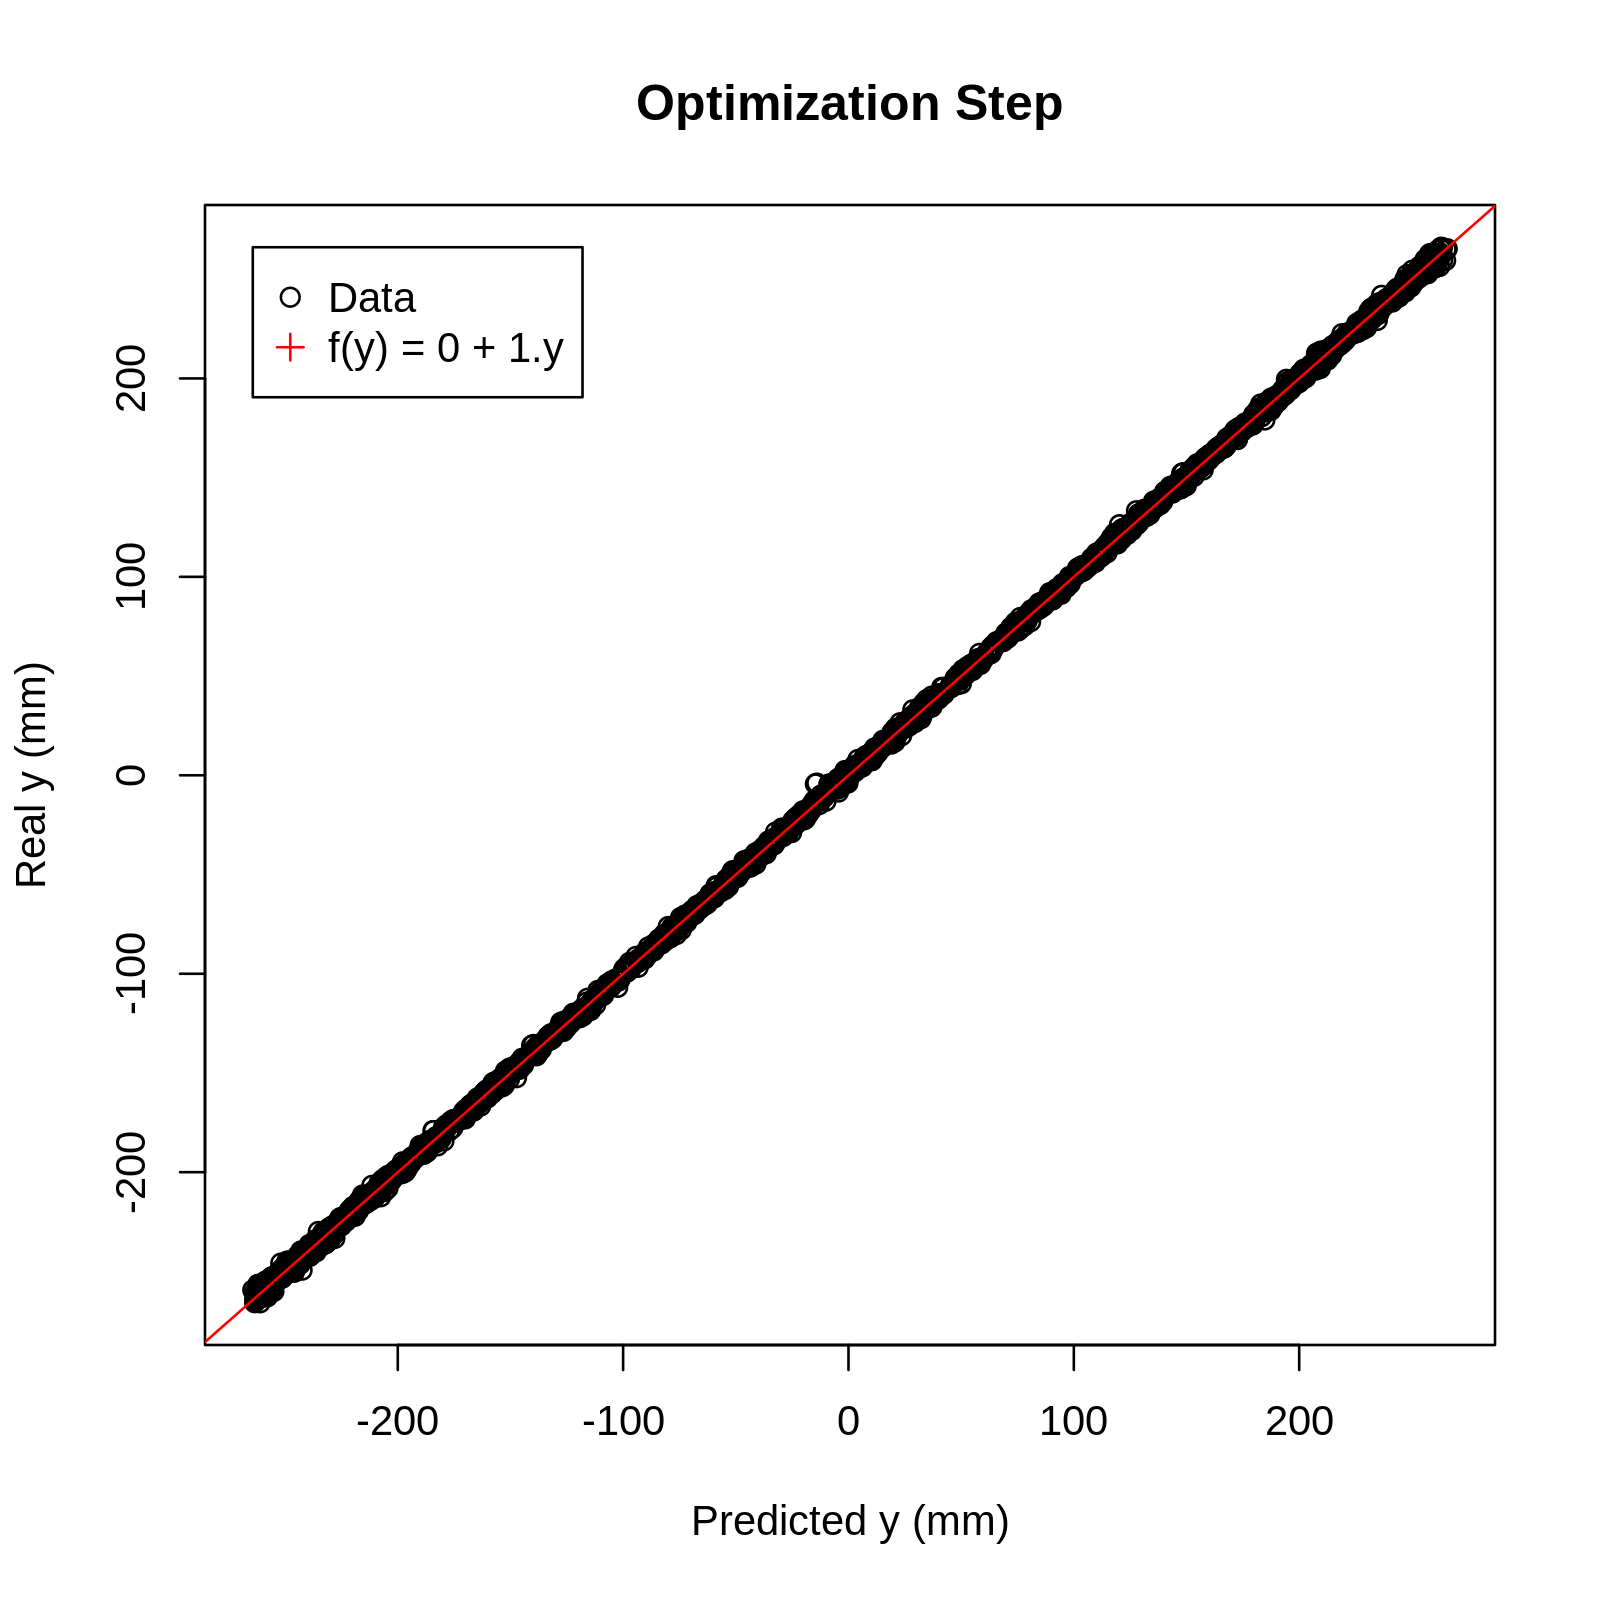 Optimization Step
Data
f(y) = 0 + 1.y
Real y (mm)
200
100
0
-100
-200
-200 -100 0 100 200
Predicted y (mm)